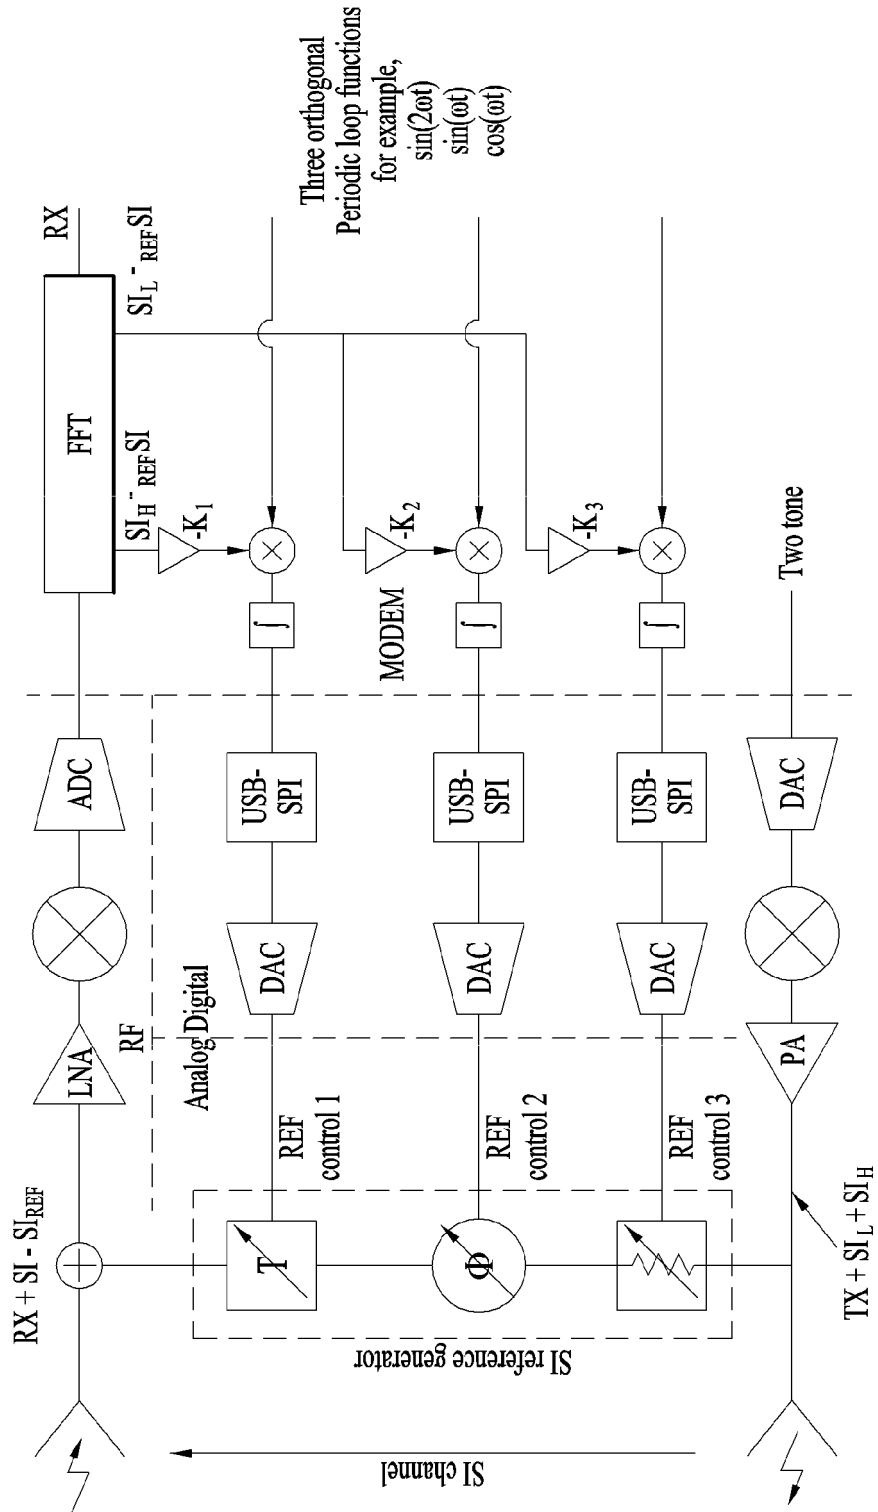 RX + SI - SI_REF
LNA
ADC
FFT
RX
RF
SI_H - _REF SI
SI_L - _REF SI
-K_1
Analog
Digital
T
REF
control 1
DAC
USB-
SPI
∫
Three orthogonal
Periodic loop functions
for example,
sin(2ωt)
sin(ωt)
cos(ωt)
MODEM
-K_2
Φ
REF
control 2
DAC
USB-
SPI
∫
-K_3
REF
control 3
DAC
USB-
SPI
∫
SI reference generator
SI channel
PA
DAC
Two tone
TX + SI_L + SI_H